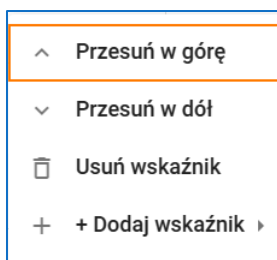 Przesuń w górę
Przesuń w dół
Usuń wskaźnik
+ Dodaj wskaźnik